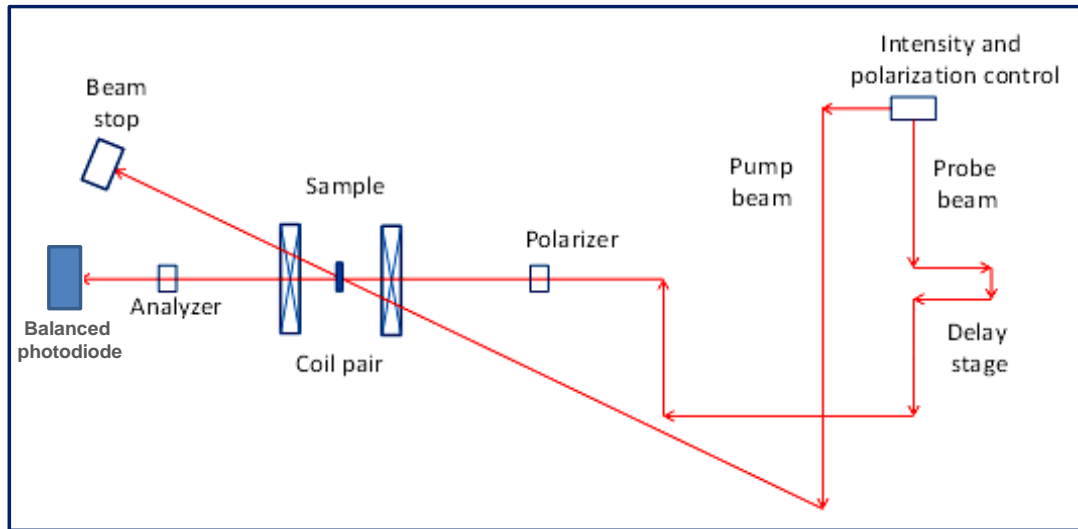 Intensity and
polarization control
Beam
stop
Pump
beam
Probe
beam
Sample
Polarizer
Analyzer
Balanced
photodiode
Coil pair
Delay
stage